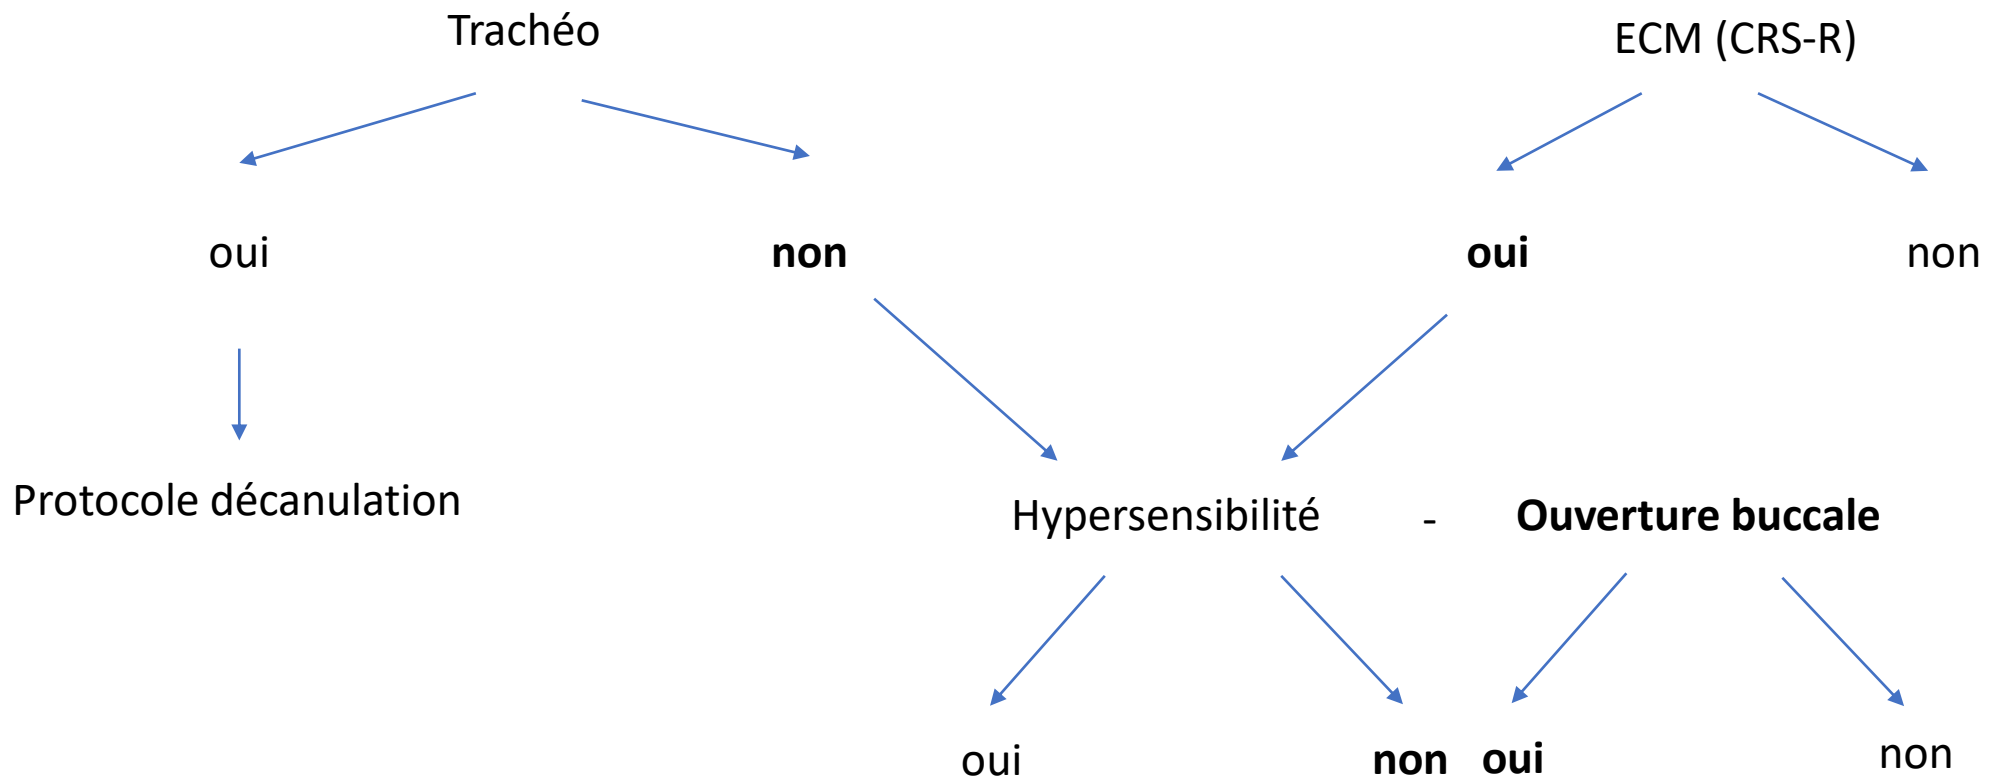 Trachéo
ECM (CRS-R)
oui
non
oui
non
Protocole décanulation
Hypersensibilité - Ouverture buccale
oui
non
oui
non